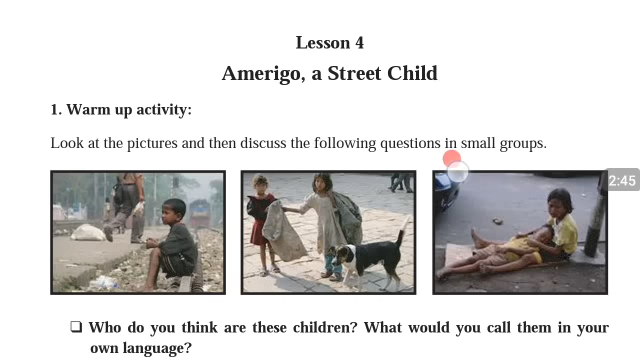 Lesson 4
Amerigo, a Street Child
1. Warm up activity:
Look at the pictures and then discuss the following questions in small groups.
2:45
❑ Who do you think are these children? What would you call them in your
own language?